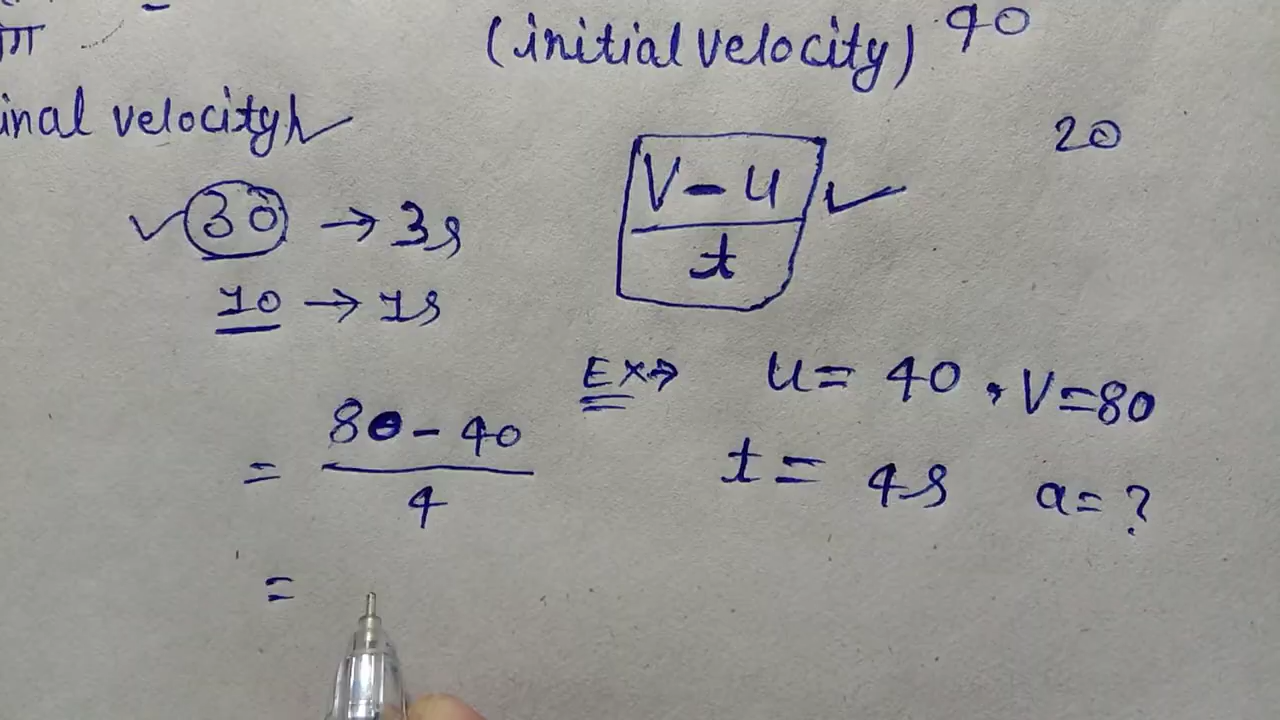 (initial velocity) 40
inal velocity)
20
30 → 3s
V - u
t
10 → 1s
Ex→ u = 40, V = 80
= 80 - 40
4
t = 4s a = ?
=